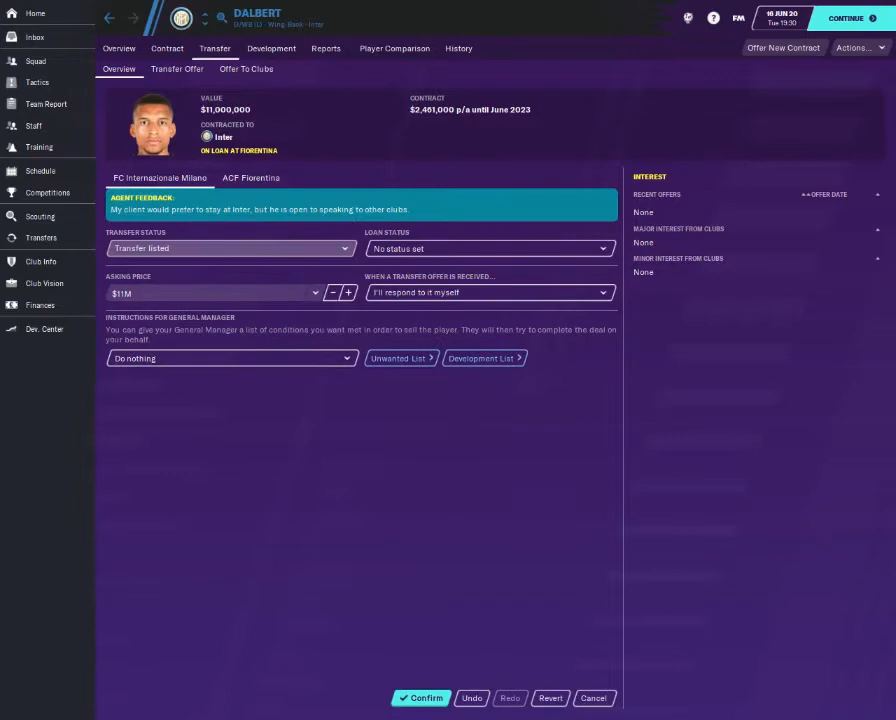 Home
DALBERT
D/WB (L) - Wing-Back - Inter
FM
16 JUN 20
Tue 19:30
CONTINUE
Inbox
Overview Contract Transfer Development Reports Player Comparison History
Offer New Contract
Actions...
Squad
Overview Transfer Offer Offer To Clubs
Tactics
Team Report
Staff
Training
Schedule
Competitions
Scouting
Transfers
Club Info
Club Vision
Finances
Dev. Center
VALUE
$11,000,000
CONTRACTED TO
Inter
ON LOAN AT FIORENTINA
CONTRACT
$2,461,000 p/a until June 2023
FC Internazionale Milano ACF Fiorentina
AGENT FEEDBACK:
My client would prefer to stay at Inter, but he is open to speaking to other clubs.
TRANSFER STATUS
Transfer listed
LOAN STATUS
No status set
ASKING PRICE
$11M
WHEN A TRANSFER OFFER IS RECEIVED...
I'll respond to it myself
INSTRUCTIONS FOR GENERAL MANAGER
You can give your General Manager a list of conditions you want met in order to sell the player. They will then try to complete the deal on
your behalf.
Do nothing
Unwanted List
Development List
INTEREST
RECENT OFFERS
OFFER DATE
None
MAJOR INTEREST FROM CLUBS
None
MINOR INTEREST FROM CLUBS
None
Confirm
Undo
Redo
Revert
Cancel